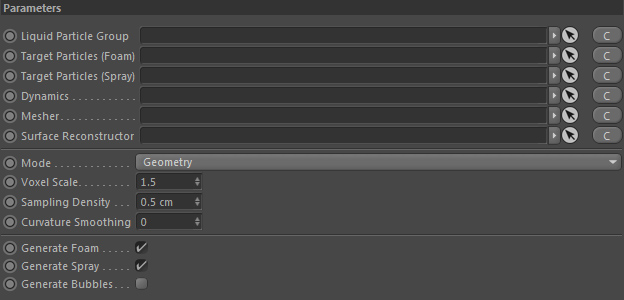 Parameters
Liquid Particle Group C
Target Particles (Foam) C
Target Particles (Spray) C
Dynamics . . . . . . . . . . . C
Mesher. . . . . . . . . . . . . C
Surface Reconstructor C
Mode . . . . . . . . . . . . . Geometry
Voxel Scale. . . . . . . . . 1.5
Sampling Density . . . 0.5 cm
Curvature Smoothing 0
Generate Foam . . . . . ✓
Generate Spray . . . . . ✓
Generate Bubbles . . .